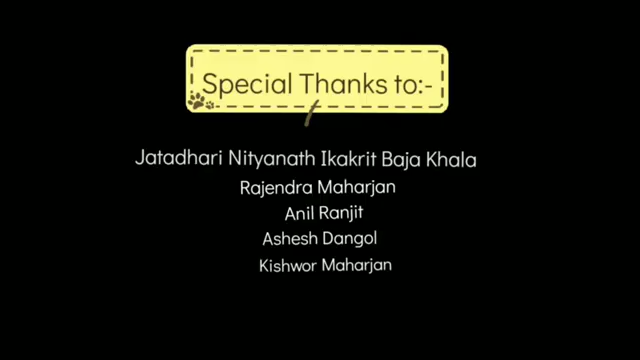 Special Thanks to:-
Jatadhari Nityanath Ikakrit Baja Khala
Rajendra Maharjan
Anil Ranjit
Ashesh Dangol
Kishwor Maharjan